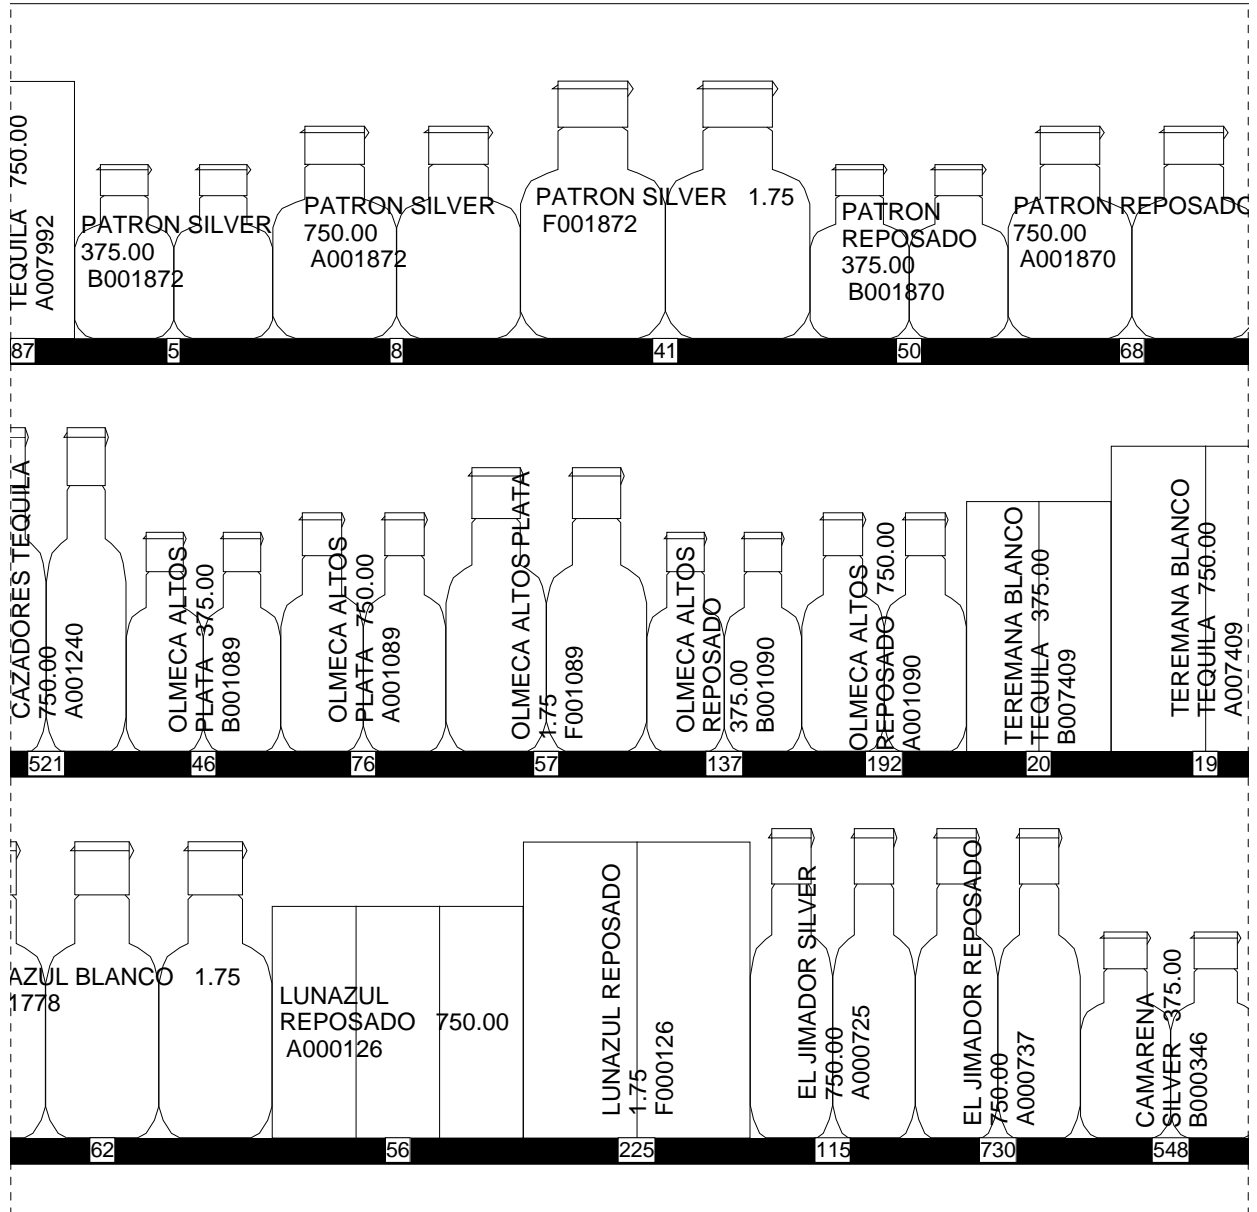 TEQUILA 750.00
A007992
PATRON SILVER
375.00
B001872
PATRON SILVER
750.00
A001872
PATRON SILVER 1.75
F001872
PATRON
REPOSADO
375.00
B001870
PATRON REPOSADO
750.00
A001870
87
5
8
41
50
68
CAZADORES TEQUILA
750.00
A001240
OLMECA ALTOS
PLATA 375.00
B001089
OLMECA ALTOS
PLATA 750.00
A001089
OLMECA ALTOS PLATA
1.75
F001089
OLMECA ALTOS
REPOSADO
375.00
B001090
OLMECA ALTOS
REPOSADO 750.00
A001090
TEREMANA BLANCO
TEQUILA 375.00
B007409
TEREMANA BLANCO
TEQUILA 750.00
A007409
521
46
76
57
137
192
20
19
AZUL BLANCO 1.75
1778
LUNAZUL
REPOSADO 750.00
A000126
LUNAZUL REPOSADO
1.75
F000126
EL JIMADOR SILVER
750.00
A000725
EL JIMADOR REPOSADO
750.00
A000737
CAMARENA
SILVER 375.00
B000346
62
56
225
115
730
548